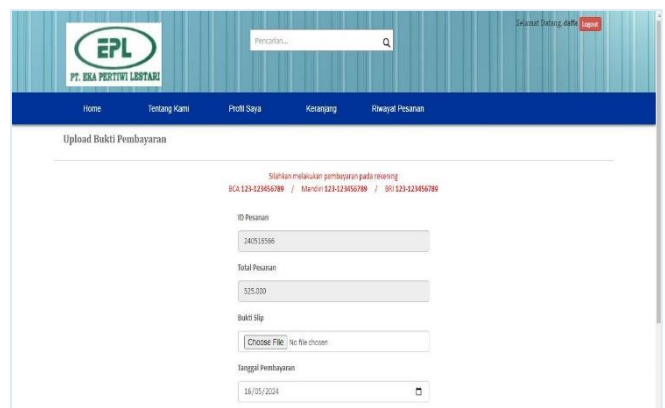 Selamat Datang, daffa Logout
EPL
PT. EKA PERTIWI LESTARI
Pencarian...
Home Tentang Kami Profil Saya Keranjang Riwayat Pesanan
Upload Bukti Pembayaran
Silahkan melakukan pembayaran pada rekening
BCA 123-123456789 / Mandiri 123-123456789 / BRI 123-123456789
ID Pesanan
240516566
Total Pesanan
525.000
Bukti Slip
Choose File No file chosen
Tanggal Pembayaran
16/05/2024